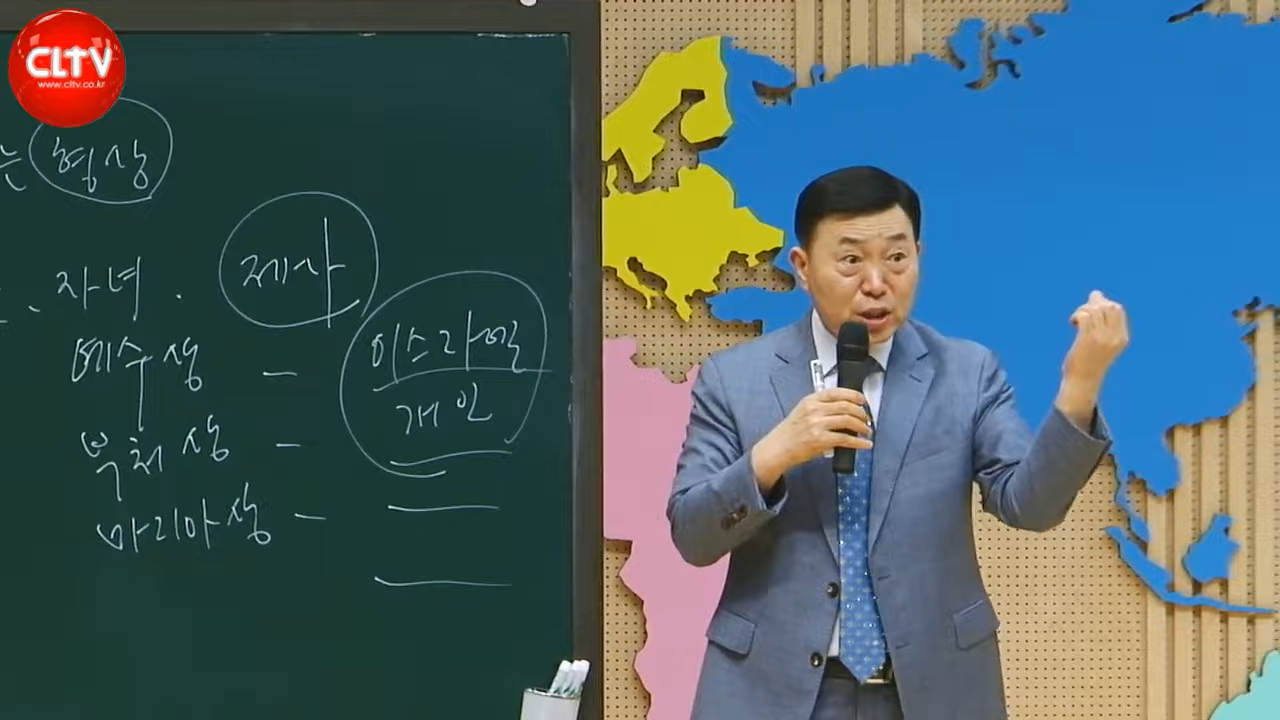 CLTV
www.cltv.co.kr
는 형상
자녀. 제사
예수상 -
이스라엘
개인
부처상 -
마리아상 -